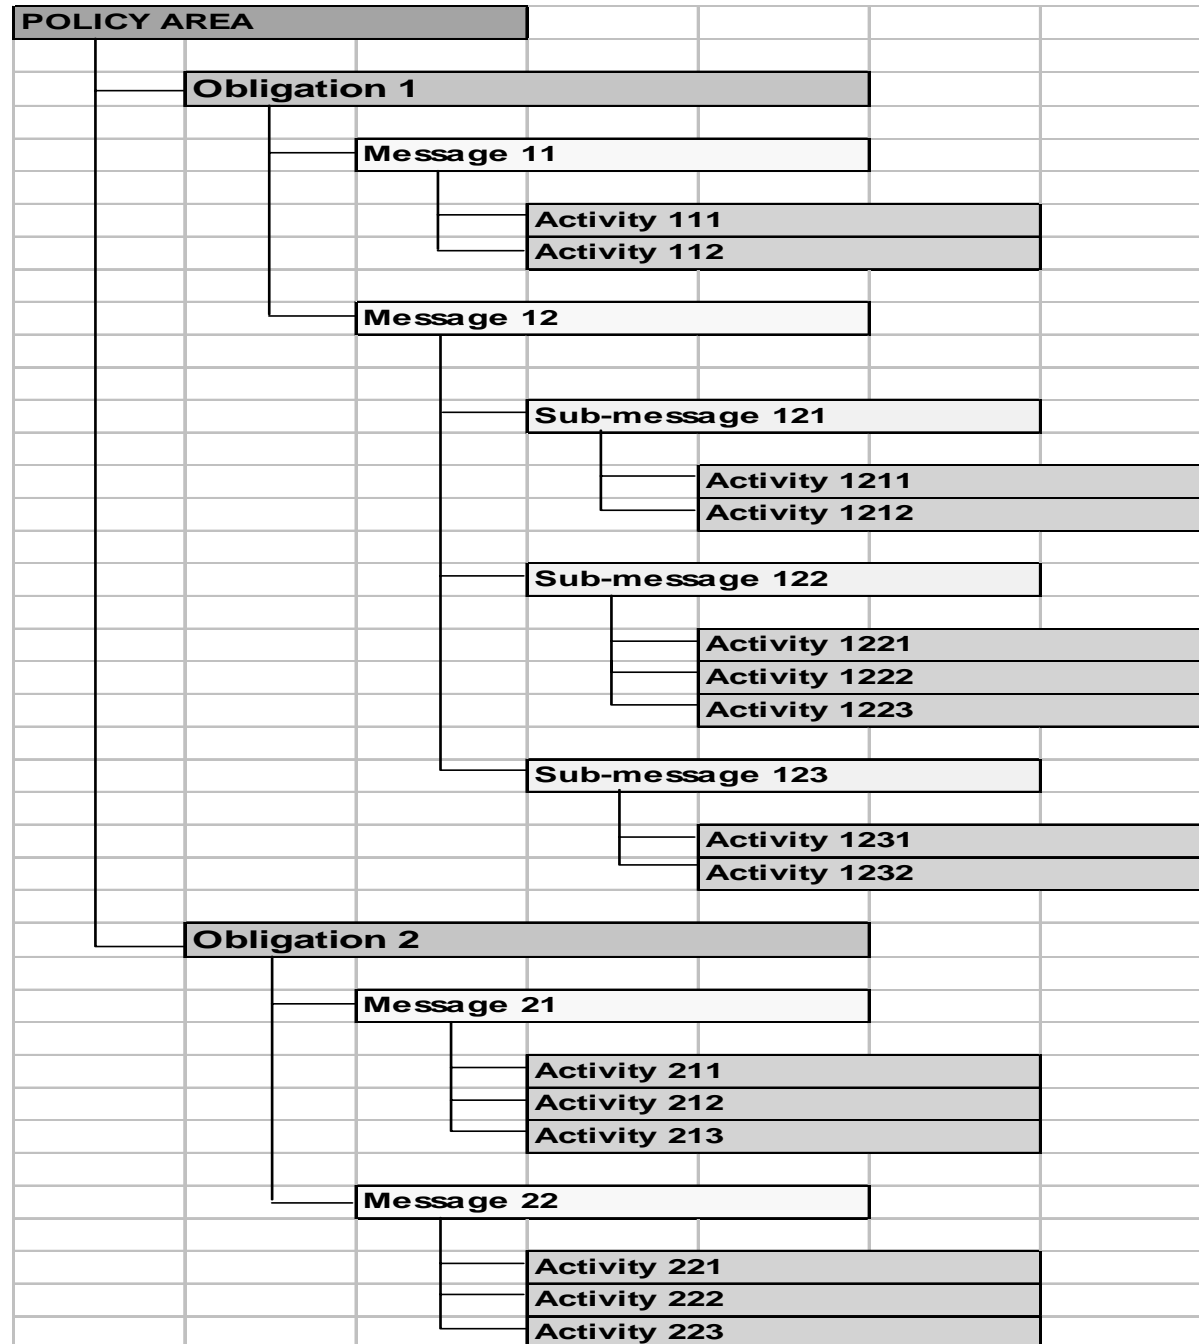 POLICY AREA
Obligation 1
Message 11
Activity 111
Activity 112
Message 12
Sub-message 121
Activity 1211
Activity 1212
Sub-message 122
Activity 1221
Activity 1222
Activity 1223
Sub-message 123
Activity 1231
Activity 1232
Obligation 2
Message 21
Activity 211
Activity 212
Activity 213
Message 22
Activity 221
Activity 222
Activity 223